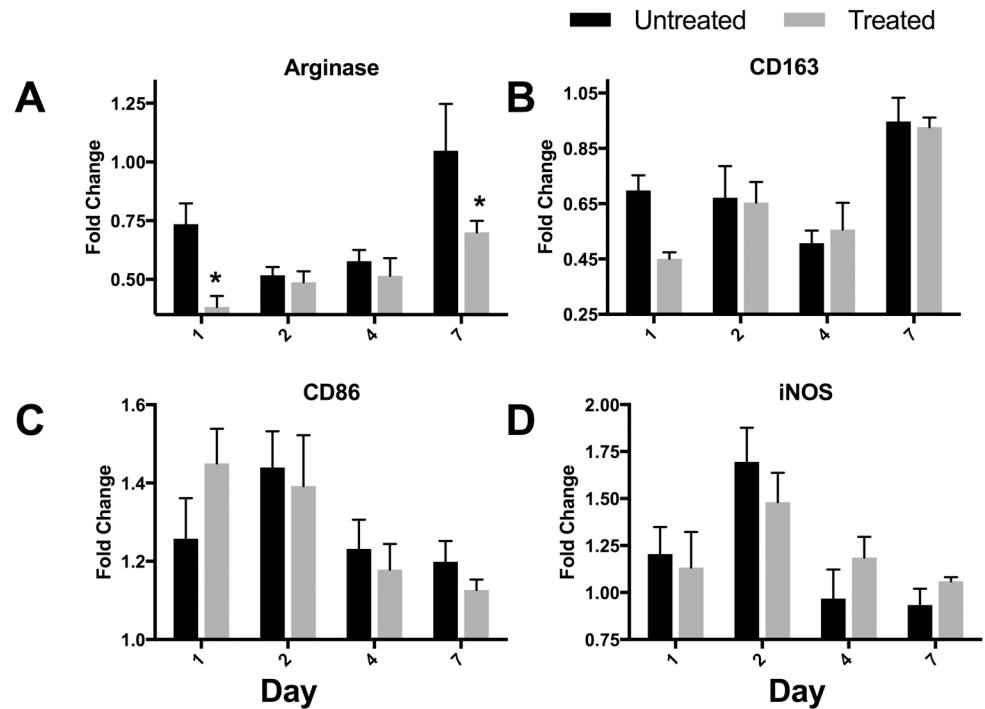 Untreated Treated
A
Arginase
Fold Change
1.25
1.00
0.75
0.50
*
*
1 2 4 7
B
CD163
Fold Change
1.05
0.85
0.65
0.45
0.25
1 2 4 7
C
CD86
Fold Change
1.6
1.4
1.2
1.0
1 2 4 7
Day
D
iNOS
Fold Change
2.00
1.75
1.50
1.25
1.00
0.75
1 2 4 7
Day